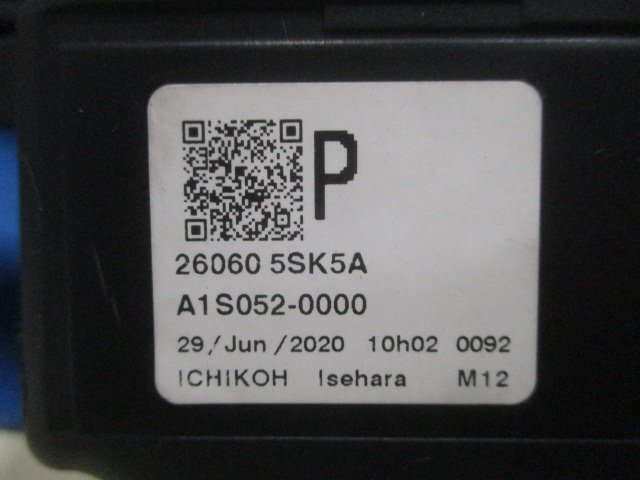 P
26060 5SK5A
A1S052-0000
29/Jun/2020 10h02 0092
ICHIKOH Isehara M12